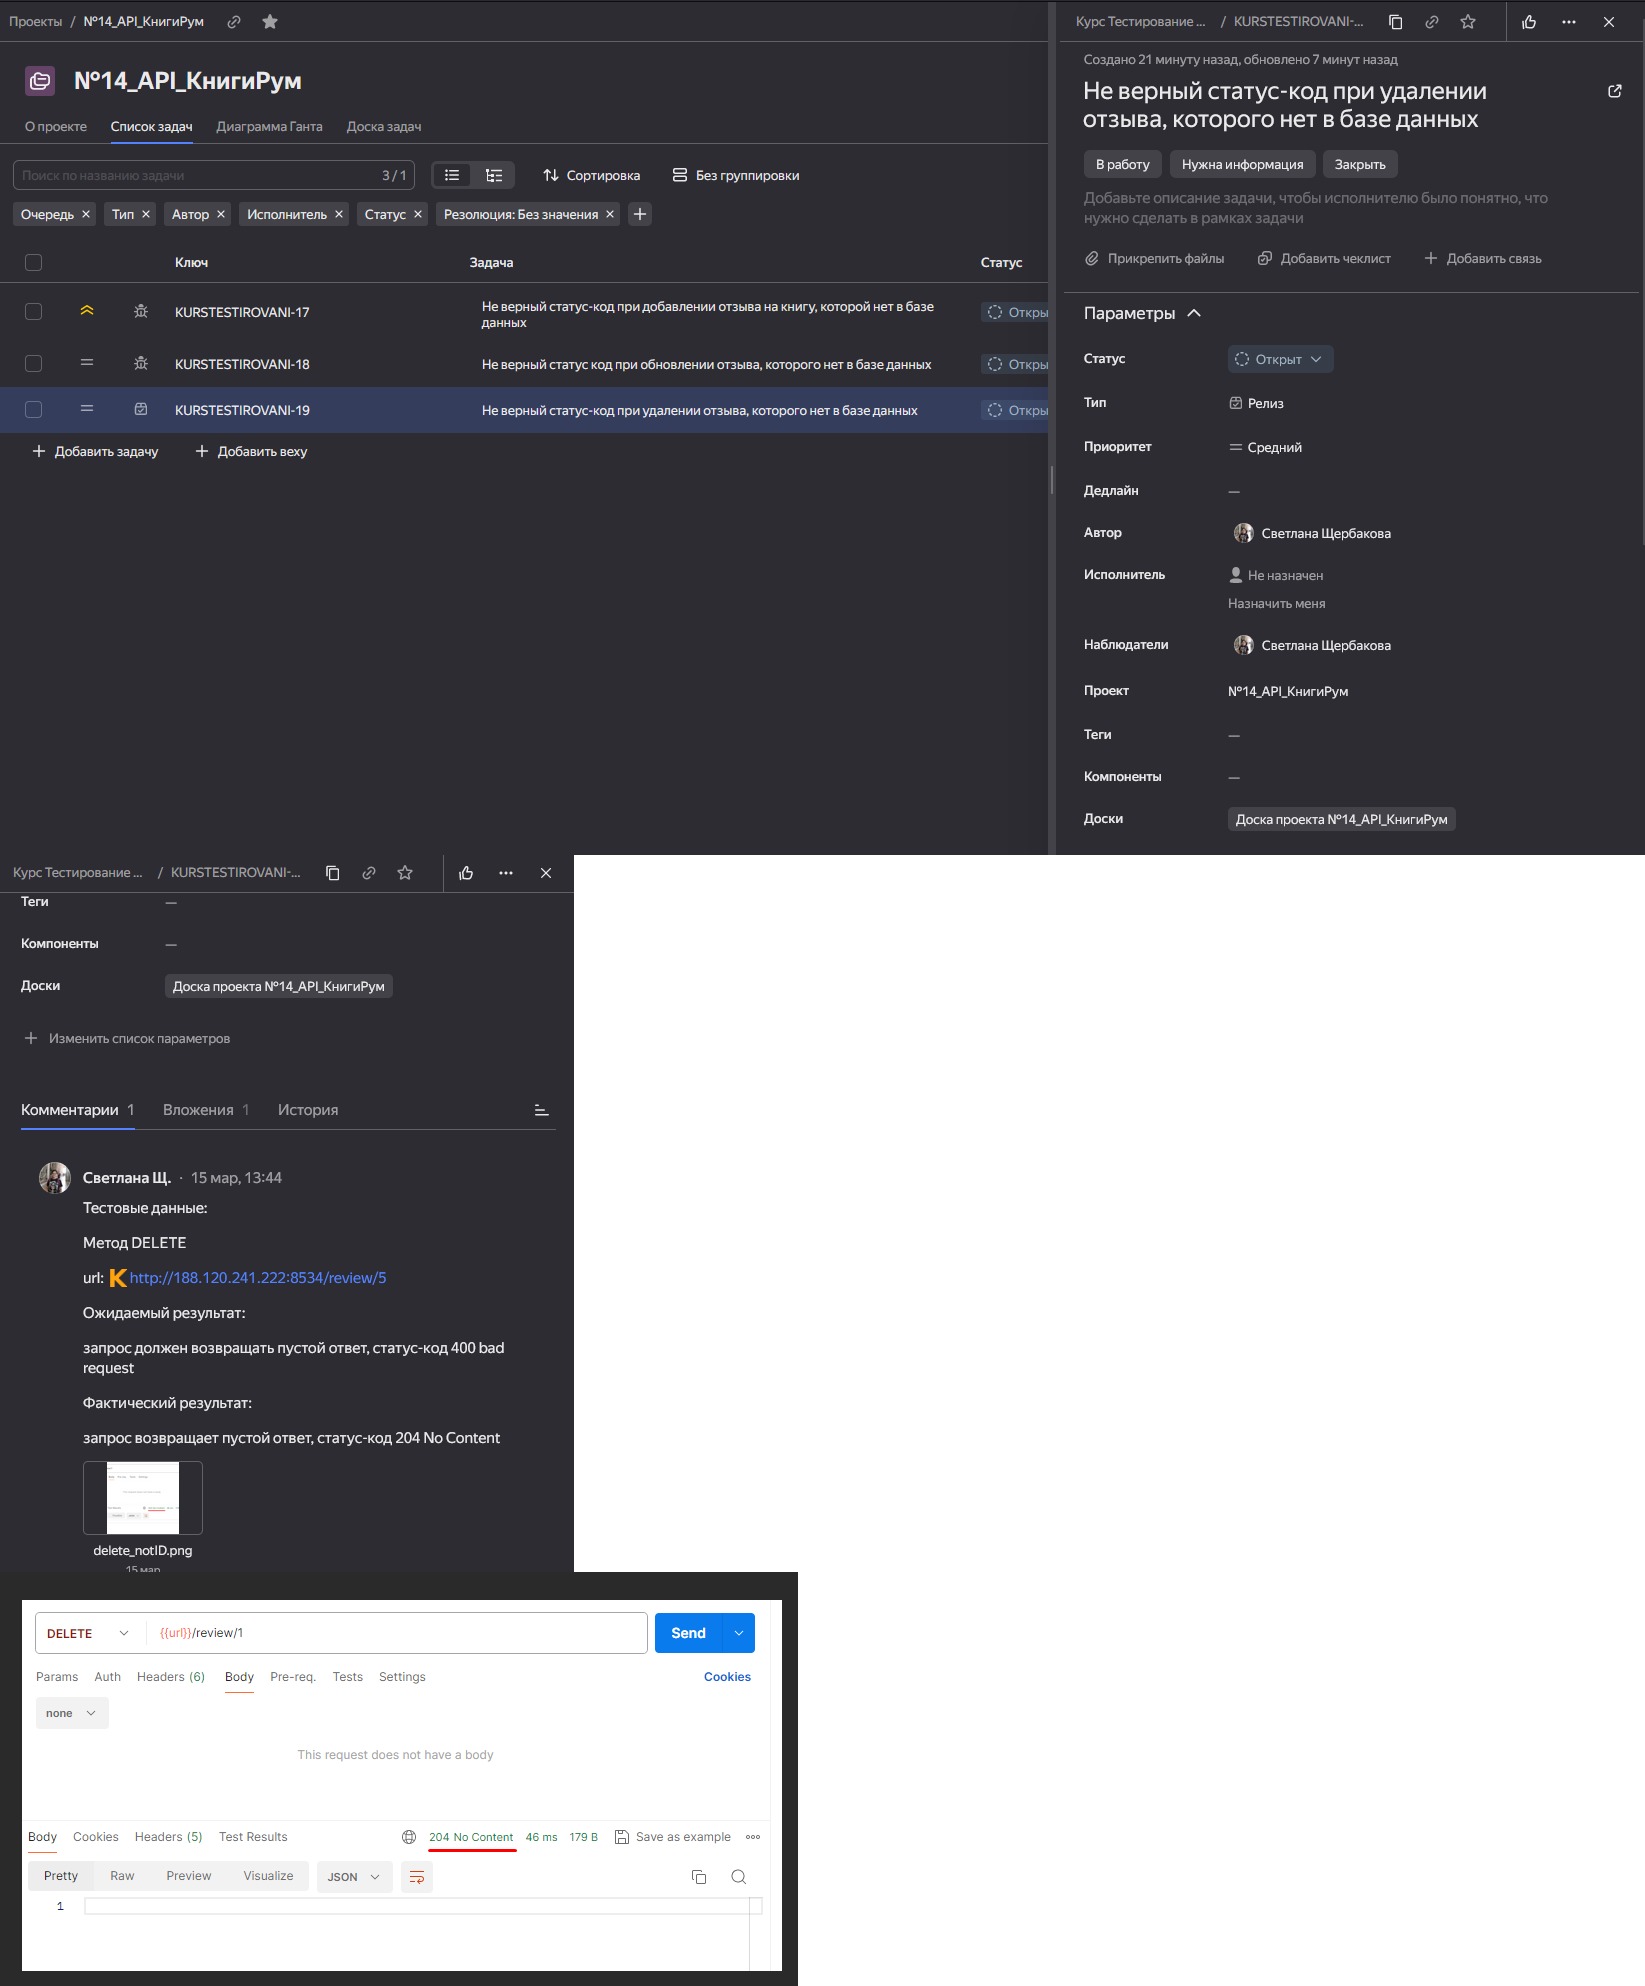 Проекты / №14_API_КнигиРум
№14_API_КнигиРум
О проекте Список задач Диаграмма Ганта Доска задач
Поиск по названию задачи 3 / 1 Сортировка Без группировки
Очередь × Тип × Автор × Исполнитель × Статус × Резолюция: Без значения × +
Ключ Задача Статус
KURSTESTIROVANI-17 Не верный статус-код при добавлении отзыва на книгу, которой нет в базе
данных Откры
KURSTESTIROVANI-18 Не верный статус код при обновлении отзыва, которого нет в базе данных Откры
KURSTESTIROVANI-19 Не верный статус-код при удалении отзыва, которого нет в базе данных Откры
+ Добавить задачу + Добавить веху
Курс Тестирование ... / KURSTESTIROVANI-...
Создано 21 минуту назад, обновлено 7 минут назад
Не верный статус-код при удалении
отзыва, которого нет в базе данных
В работу Нужна информация Закрыть
Добавьте описание задачи, чтобы исполнителю было понятно, что
нужно сделать в рамках задачи
Прикрепить файлы Добавить чеклист + Добавить связь
Параметры
Статус Открыт
Тип Релиз
Приоритет Средний
Дедлайн —
Автор Светлана Щербакова
Исполнитель Не назначен
Назначить меня
Наблюдатели Светлана Щербакова
Проект №14_API_КнигиРум
Теги —
Компоненты —
Доски Доска проекта №14_API_КнигиРум
Курс Тестирование ... / KURSTESTIROVANI-...
Теги —
Компоненты —
Доски Доска проекта №14_API_КнигиРум
+ Изменить список параметров
Комментарии 1 Вложения 1 История
Светлана Щ. · 15 мар, 13:44
Тестовые данные:
Метод DELETE
url: http://188.120.241.222:8534/review/5
Ожидаемый результат:
запрос должен возвращать пустой ответ, статус-код 400 bad
request
Фактический результат:
запрос возвращает пустой ответ, статус-код 204 No Content
delete_notID.png
15 мар
DELETE {{url}}/review/1 Send
Params Auth Headers (6) Body Pre-req. Tests Settings Cookies
none
This request does not have a body
Body Cookies Headers (5) Test Results 204 No Content 46 ms 179 B Save as example
Pretty Raw Preview Visualize JSON
1